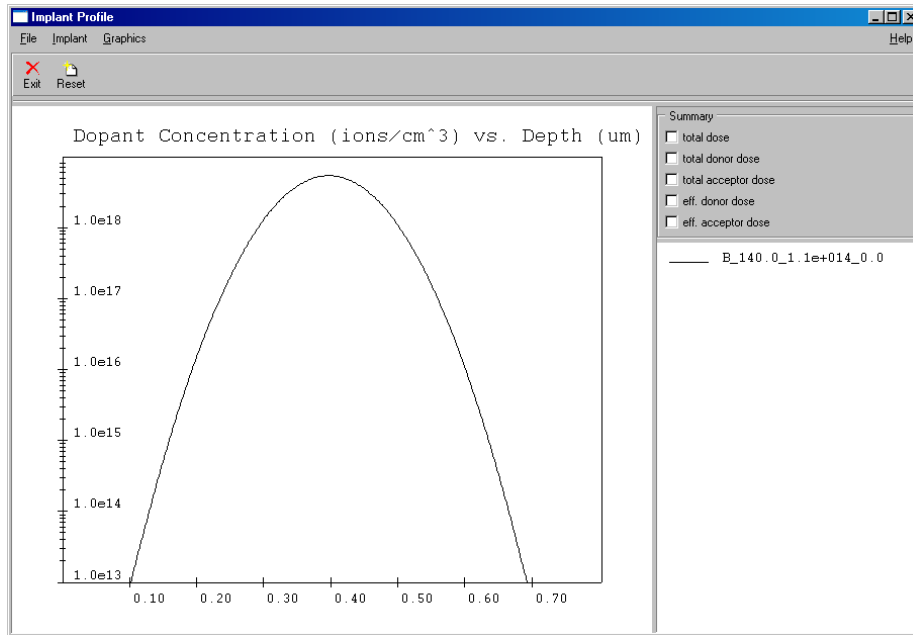 Implant Profile
File Implant Graphics Help
Exit Reset
Dopant Concentration (ions/cm^3) vs. Depth (um)
1.0e18
1.0e17
1.0e16
1.0e15
1.0e14
1.0e13
0.10 0.20 0.30 0.40 0.50 0.60 0.70
Summary
total dose
total donor dose
total acceptor dose
eff. donor dose
eff. acceptor dose
B_140.0_1.1e+014_0.0